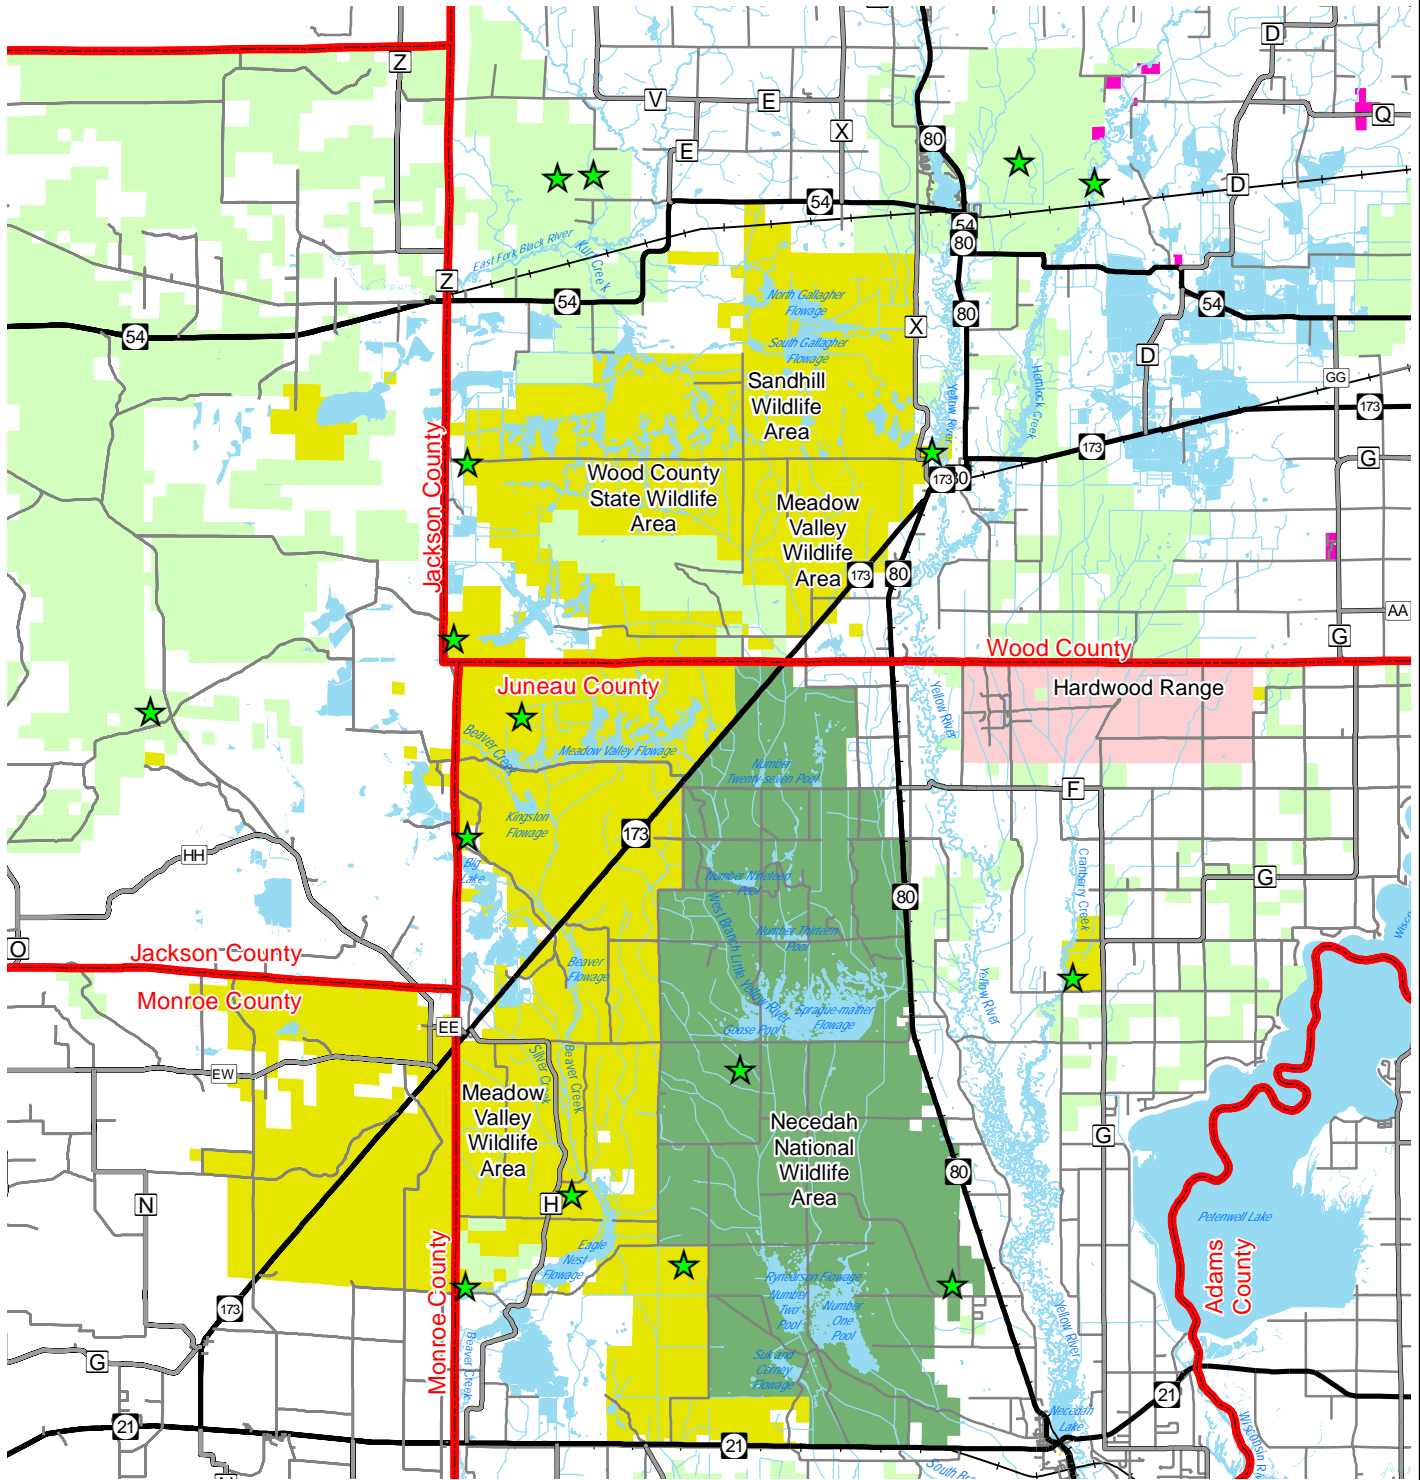 D
Z
V
E
X
Q
80
E
D
54
54
80
East Fork Black River
Kurt Creek
Z
54
North Gallagher
Flowage
80
X
54
54
South Gallagher
Flowage
D
Hemlock Creek
GG
Sandhill
Wildlife
Area
Yellow River
173
Jackson County
173
G
Wood County
State Wildlife
Area
173
Meadow
Valley
Wildlife
Area
173
80
AA
G
Wood County
Juneau County
Hardwood Range
Yellow River
Beaver Creek
Meadow Valley Flowage
Number
Twenty-seven Pool
F
Kingston
Flowage
173
HH
Big
Lake
Cranberry Creek
Number Nineteen
Pool
G
80
West Branch Little Yellow River
O
Number Thirteen
Pool
Jackson County
Beaver
Flowage
Yellow River
Monroe County
Sprague-mather
Flowage
Goose Pool
EE
Silver Creek
Beaver Creek
EW
Meadow
Valley
Wildlife
Area
Necedah
National
Wildlife
Area
G
80
N
H
Petenwell Lake
Eagle
Nest
Flowage
Adams
County
Monroe County
Rynearson Flowage
Number
Two
Pool
Number
One
Pool
173
Yellow River
Beaver Creek
G
Suk and
Cerney
Flowage
21
Necedah
Lake
21
21
Wisconsin Ri
South Br